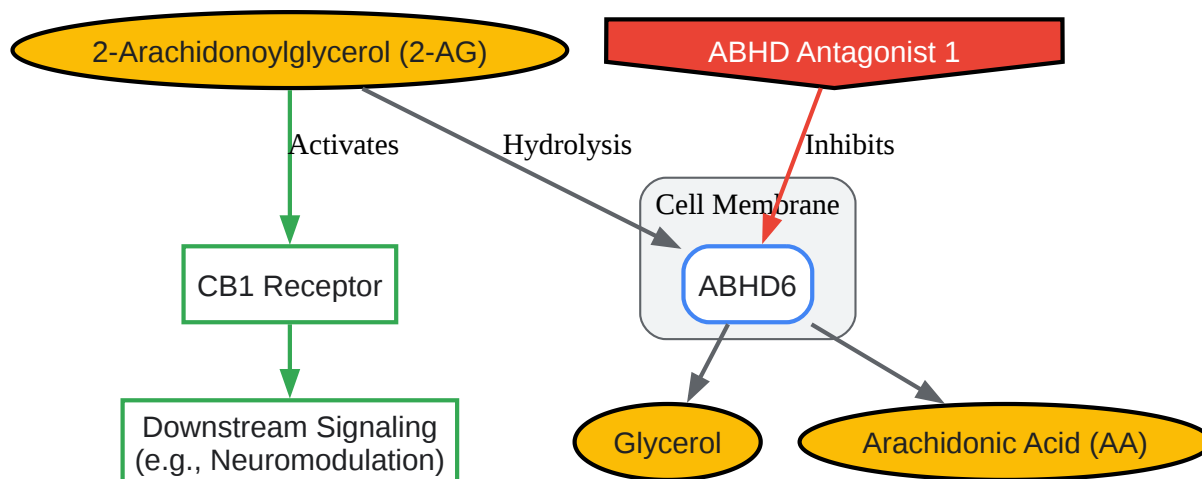 2-Arachidonoylglycerol (2-AG)
ABHD Antagonist 1
Activates
Hydrolysis
Inhibits
Cell Membrane
CB1 Receptor
ABHD6
Downstream Signaling
(e.g., Neuromodulation)
Glycerol
Arachidonic Acid (AA)